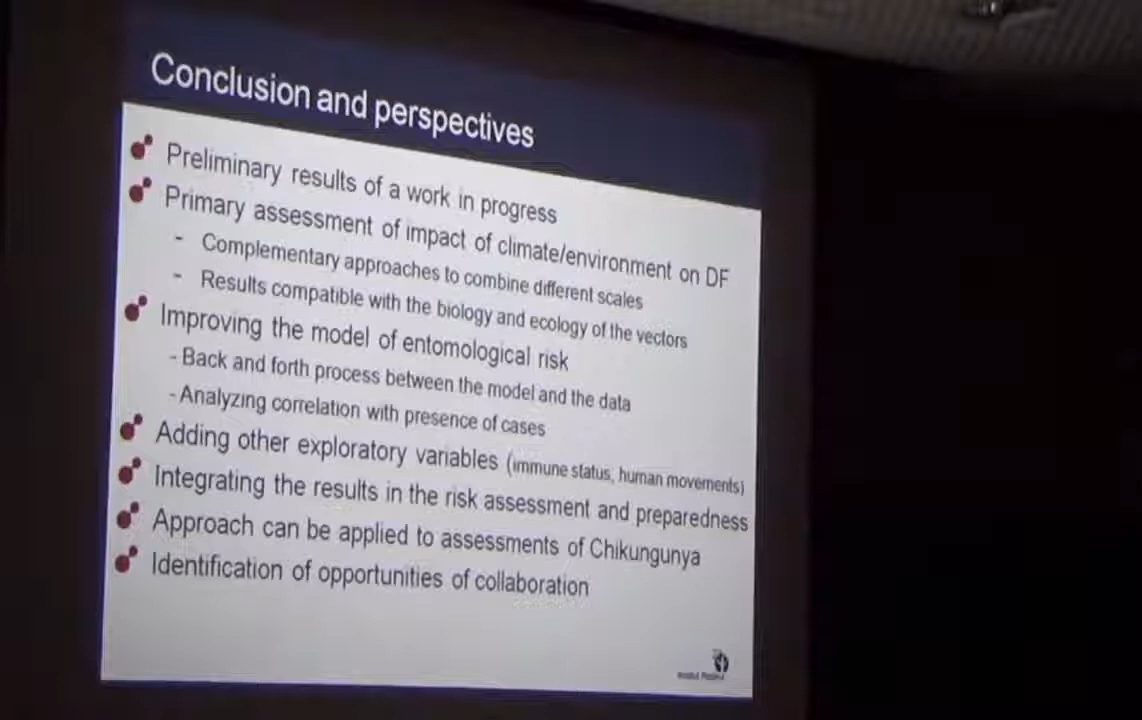 Conclusion and perspectives
Preliminary results of a work in progress
Primary assessment of impact of climate/environment on DF
- Complementary approaches to combine different scales
- Results compatible with the biology and ecology of the vectors
Improving the model of entomological risk
- Back and forth process between the model and the data
- Analyzing correlation with presence of cases
Adding other exploratory variables (immune status, human movements)
Integrating the results in the risk assessment and preparedness
Approach can be applied to assessments of Chikungunya
Identification of opportunities of collaboration
Institut Pasteur